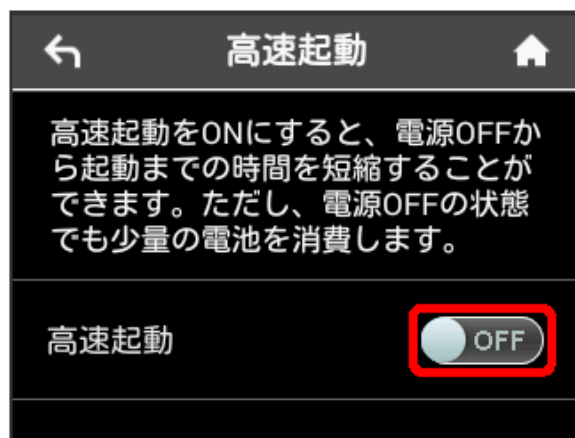 高速起動
高速起動をONにすると、電源OFFか
ら起動までの時間を短縮することが
できます。ただし、電源OFFの状態
でも少量の電池を消費します。
高速起動
OFF